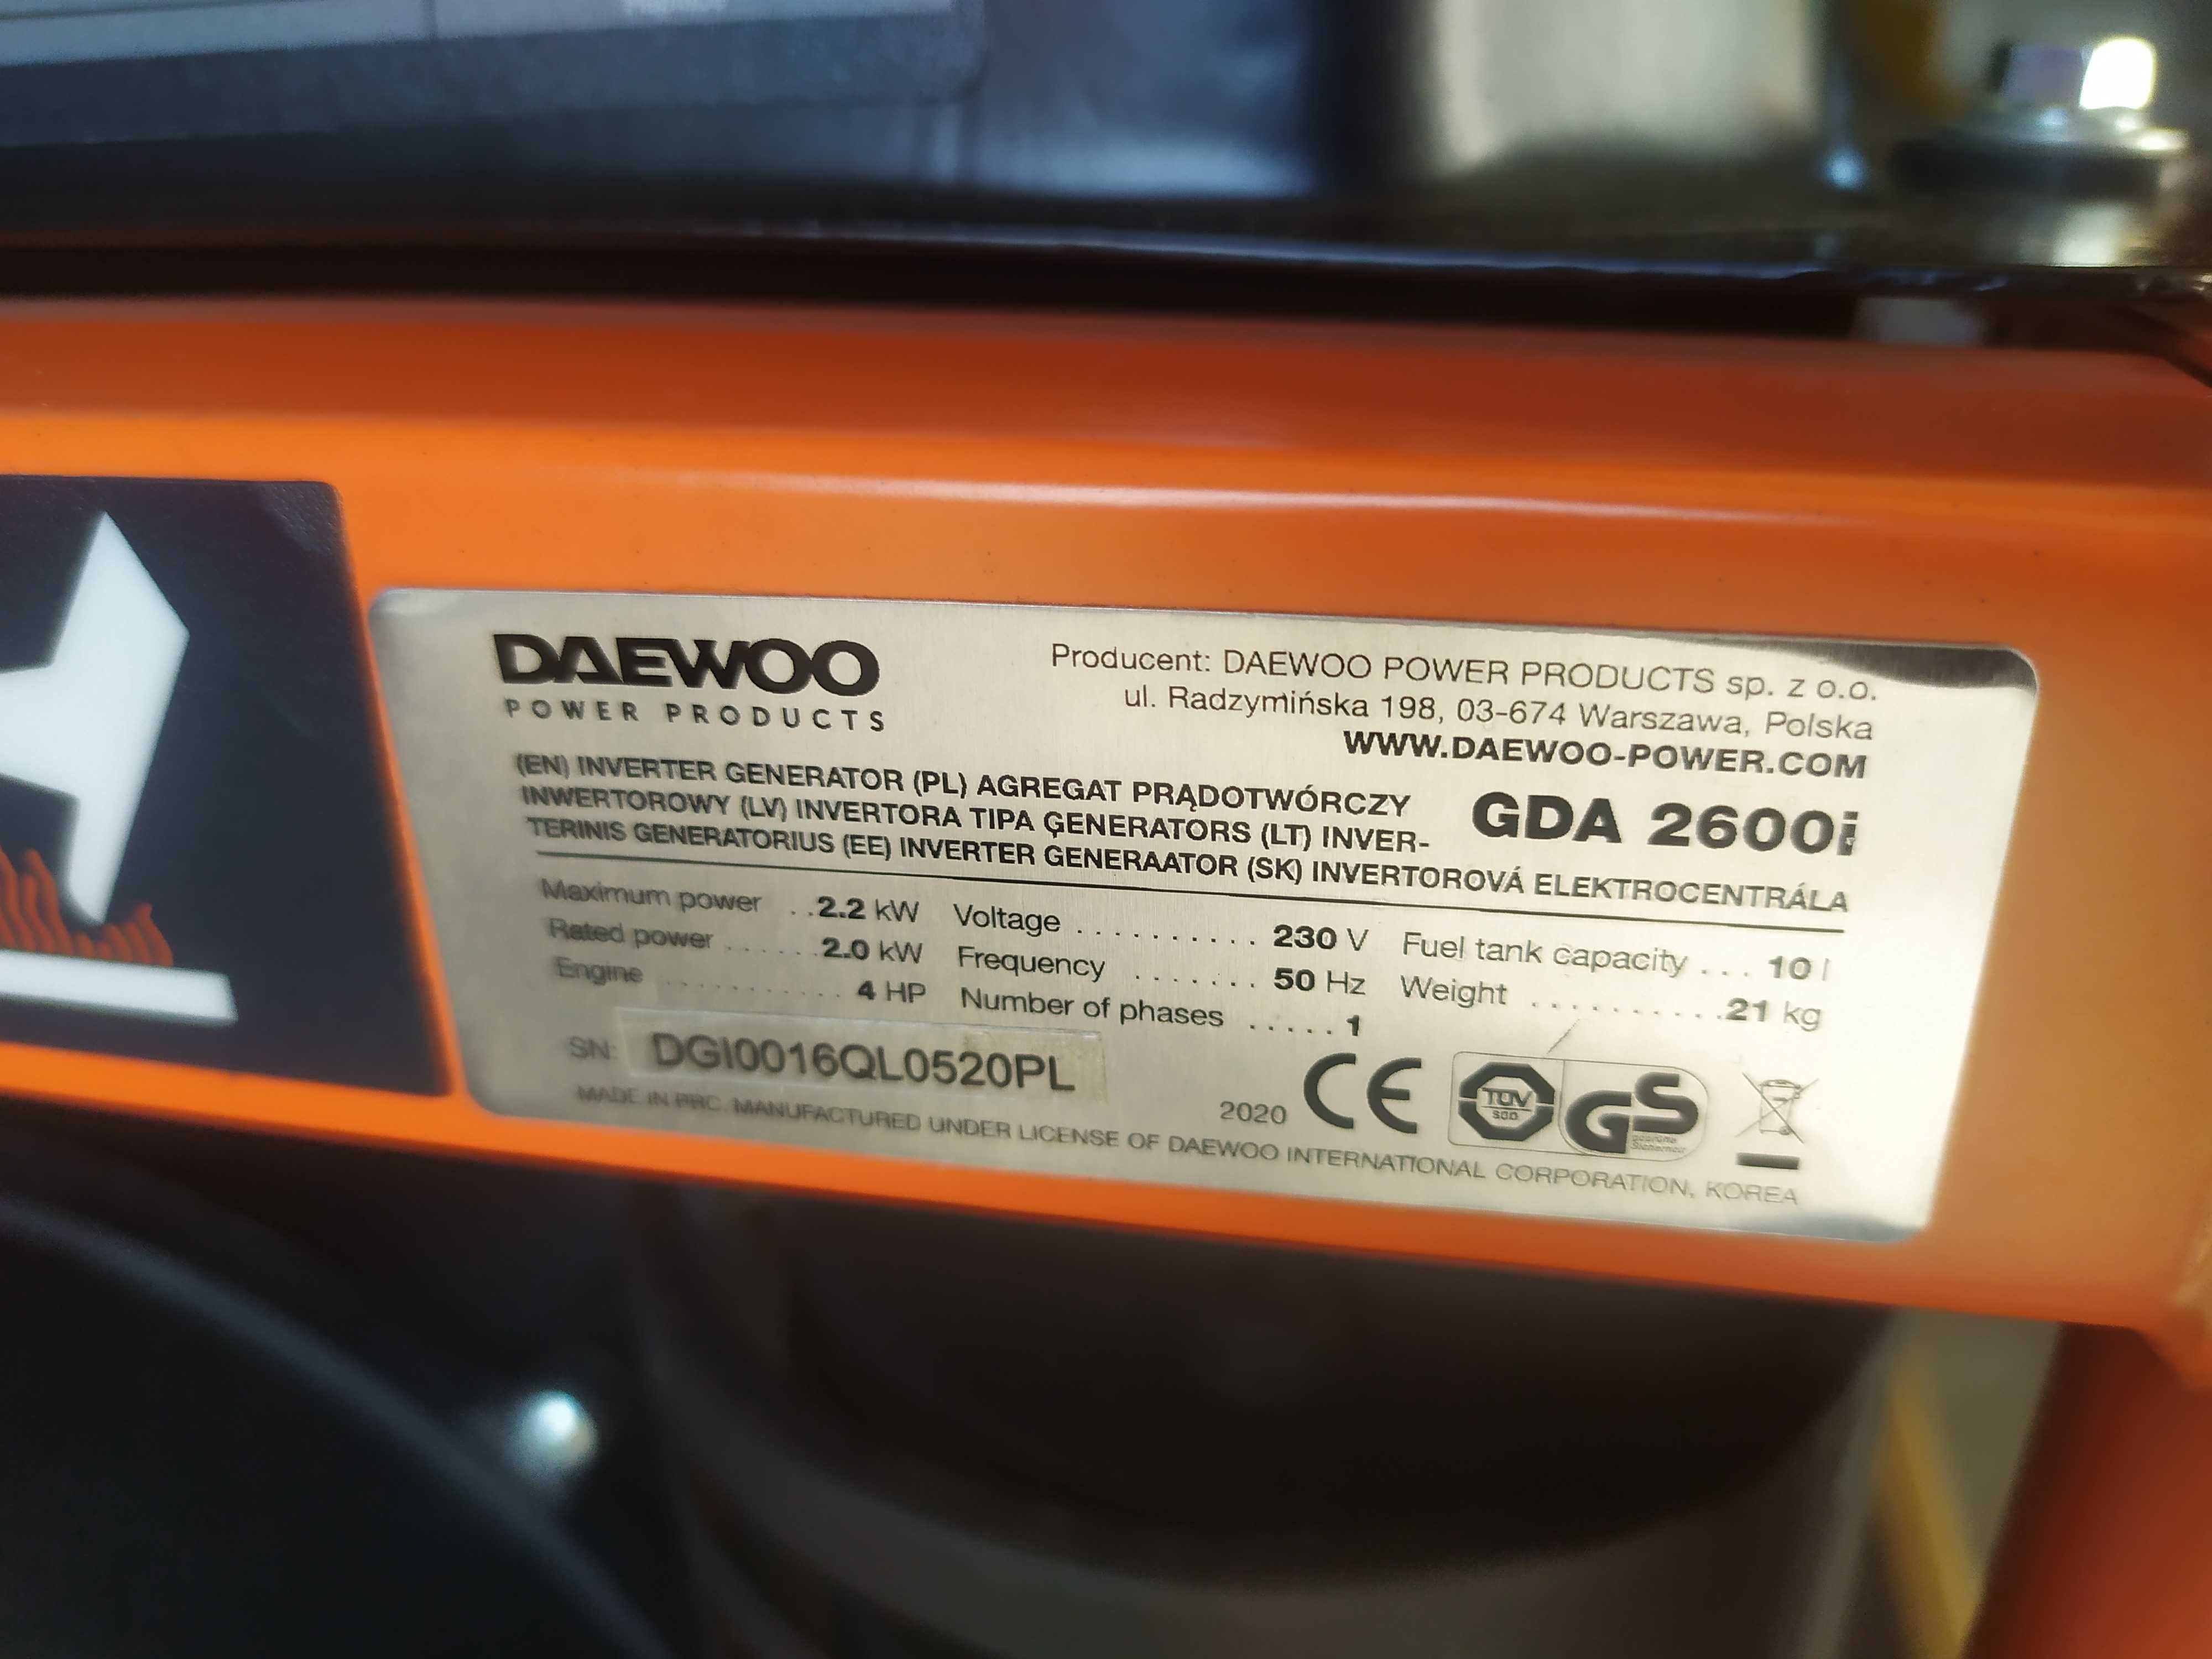 DAEWOO
POWER PRODUCTS
Producent: DAEWOO POWER PRODUCTS sp. z o.o.
ul. Radzymińska 198, 03-674 Warszawa, Polska
WWW.DAEWOO-POWER.COM
(EN) INVERTER GENERATOR (PL) AGREGAT PRĄDOTWÓRCZY
INWERTOROWY (LV) INVERTORA TIPA ĢENERATORS (LT) INVER-
TERINIS GENERATORIUS (EE) INVERTER GENERAATOR (SK) INVERTOROVÁ ELEKTROCENTRÁLA
GDA 2600i
Maximum power ..2.2 kW Voltage .......... 230 V Fuel tank capacity ... 10 l
Rated power ......2.0 kW Frequency ....... 50 Hz Weight ..........21 kg
Engine ........... 4 HP Number of phases .....1
SN: DGI0016QL0520PL
2020 CE TÜV SÜD GS
MADE IN PRC. MANUFACTURED UNDER LICENSE OF DAEWOO INTERNATIONAL CORPORATION, KOREA